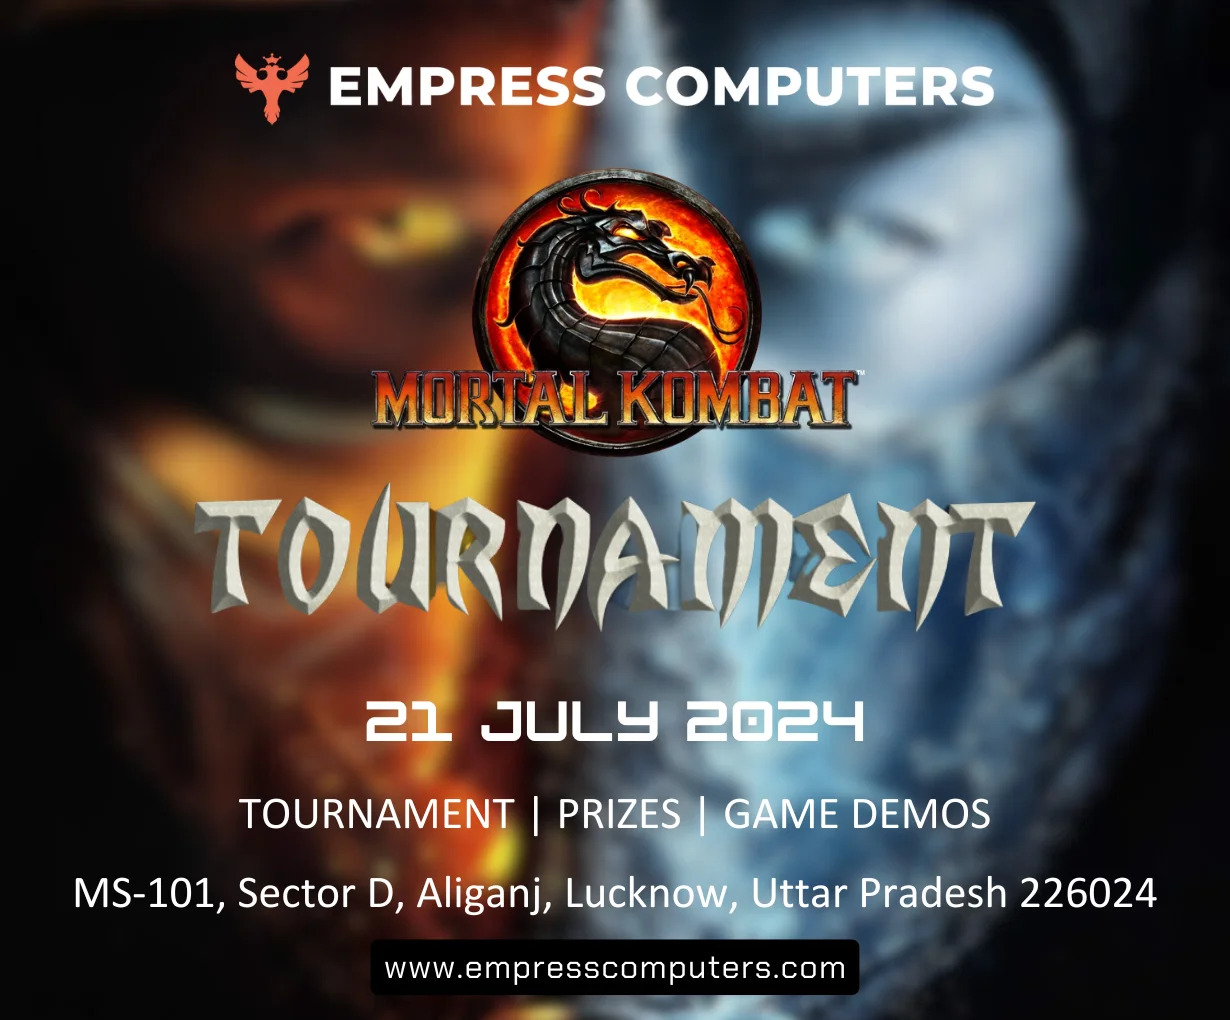 EMPRESS COMPUTERS
MORTAL KOMBAT™
TOURNAMENT
21 JULY 2024
TOURNAMENT | PRIZES | GAME DEMOS
MS-101, Sector D, Aliganj, Lucknow, Uttar Pradesh 226024
www.empresscomputers.com